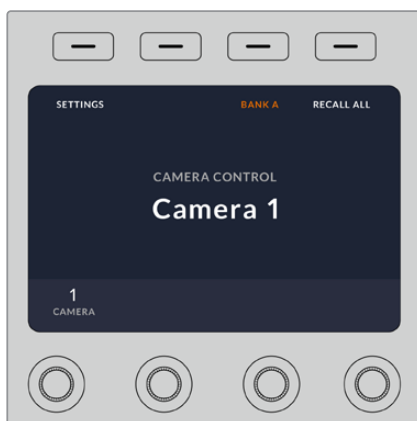 SETTINGS BANK A RECALL ALL
CAMERA CONTROL
Camera 1
1
CAMERA